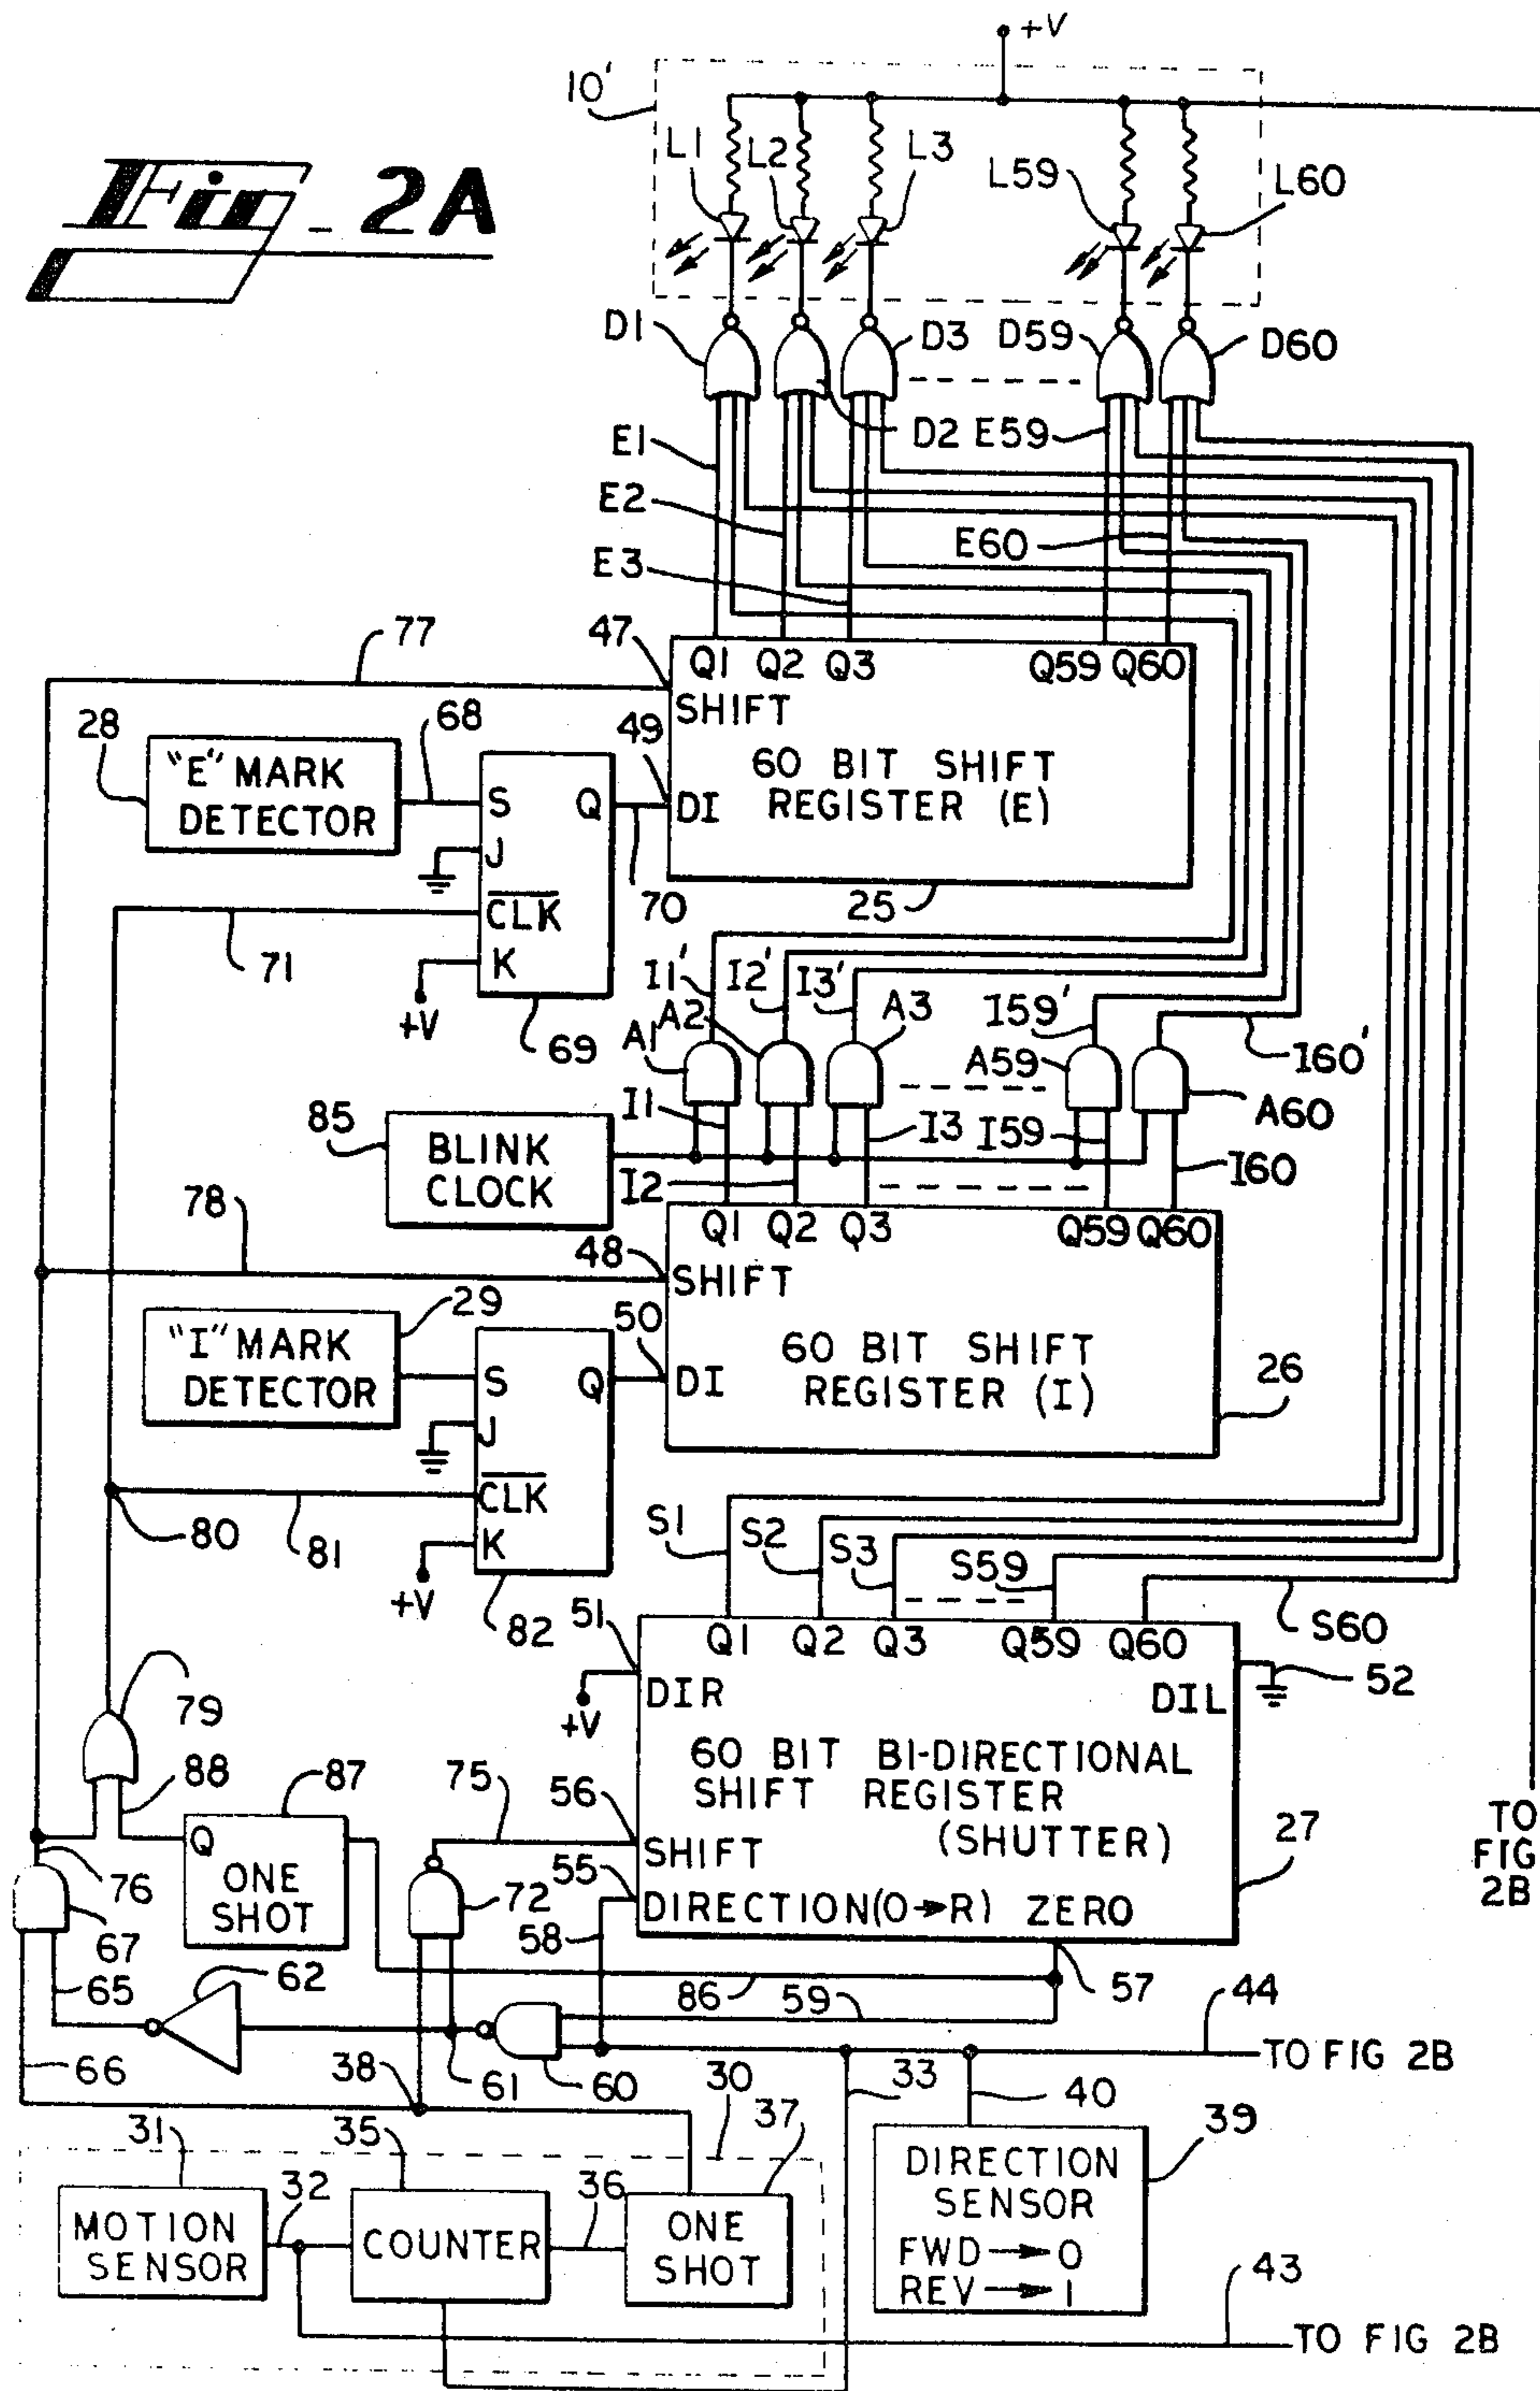 Fig-2A
+V
10'
L1 L2 L3 L59 L60
D1 D2 D3 D59 D60
E1 E59
E2
E3 E60
77 47
Q1 Q2 Q3 Q59 Q60
SHIFT
28 68 49
"E" MARK
DETECTOR
S Q
J
CLK
K
DI
60 BIT SHIFT
REGISTER (E)
70 25
71
+V
69
I1' I2' I3' I59' I60'
A1 A2 A3 A59 A60
85
BLINK
CLOCK
I1 I2 I3 I59 I60
78 48
Q1 Q2 Q3 Q59 Q60
SHIFT
29 50
"I" MARK
DETECTOR
S Q
J
CLK
K
DI
60 BIT SHIFT
REGISTER (I)
26
80 81
+V
82
S1 S2 S3 S59 S60
51
Q1 Q2 Q3 Q59 Q60
DIR
+V
DIL
52
60 BIT BI-DIRECTIONAL
SHIFT REGISTER
(SHUTTER)
27
56
SHIFT
55
DIRECTION(O→R) ZERO
79
88 87 75
Q
ONE
SHOT
76
67 72 58
65 62 86 59 57 44
TO
FIG
2B
66 38 61 60 30 33
TO FIG 2B
31 35 37 40 39
32 36
MOTION
SENSOR
COUNTER
ONE
SHOT
DIRECTION
SENSOR
FWD→0
REV→1
43
TO FIG 2B